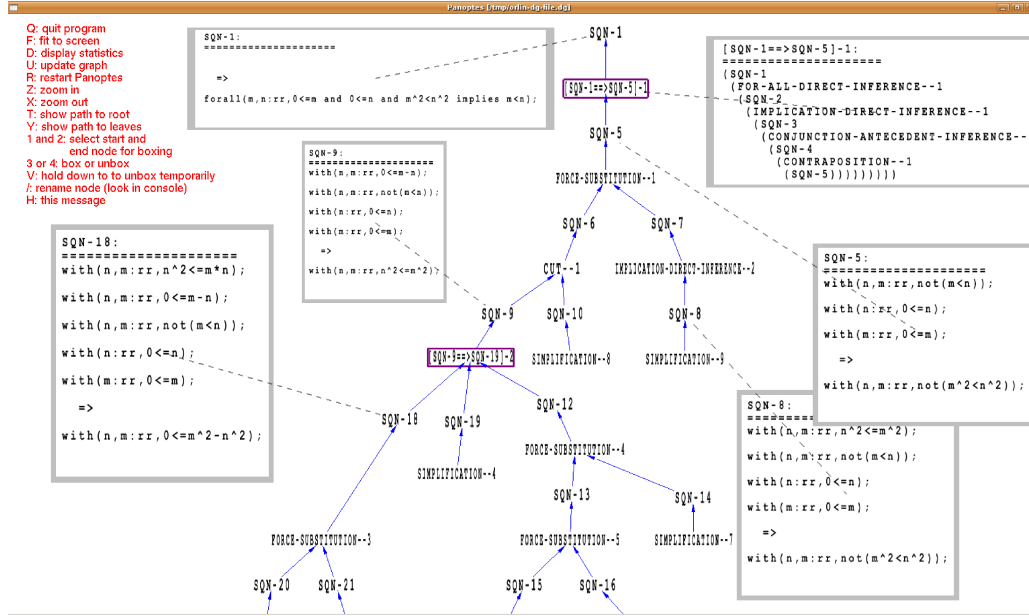 Panoptes [/tmp/orlin-dg-file.dg]
Q: quit program
F: fit to screen
D: display statistics
U: update graph
R: restart Panoptes
Z: zoom in
X: zoom out
T: show path to root
Y: show path to leaves
1 and 2: select start and
end node for boxing
3 or 4: box or unbox
V: hold down to to unbox temporarily
/: rename node (look in console)
H: this message
SQN-1:
=====================
=>
forall(m,n:rr,0<=m and 0<=n and m^2<n^2 implies m<n);
SQN-1
[SQN-1==>SQN-5]-1
SQN-5
FORCE-SUBSTITUTION--1
SQN-6
SQN-7
CUT--1
IMPLICATION-DIRECT-INFERENCE--2
SQN-9
SQN-10
SQN-8
[SQN-9==>SQN-19]-2
SIMPLIFICATION--8
SIMPLIFICATION--9
SQN-18
SQN-19
SQN-12
SIMPLIFICATION--4
FORCE-SUBSTITUTION--4
SQN-13
SQN-14
FORCE-SUBSTITUTION--3
FORCE-SUBSTITUTION--5
SIMPLIFICATION--7
SQN-20
SQN-21
SQN-15
SQN-16
[SQN-1==>SQN-5]-1:
=====================
(SQN-1
(FOR-ALL-DIRECT-INFERENCE--1
(SQN-2
(IMPLICATION-DIRECT-INFERENCE--1
(SQN-3
(CONJUNCTION-ANTECEDENT-INFERENCE--
(SQN-4
(CONTRAPOSITION--1
(SQN-5)))))))))
SQN-9:
=====================
with(n,m:rr,0<=m-n);
with(n,m:rr,not(m<n));
with(n:rr,0<=n);
with(m:rr,0<=m);
=>
with(n,m:rr,n^2<=m^2);
SQN-18:
=====================
with(n,m:rr,n^2<=m*n);
with(n,m:rr,0<=m-n);
with(n,m:rr,not(m<n));
with(n:rr,0<=n);
with(m:rr,0<=m);
=>
with(n,m:rr,0<=m^2-n^2);
SQN-5:
=====================
with(n,m:rr,not(m<n));
with(n:rr,0<=n);
with(m:rr,0<=m);
=>
with(n,m:rr,not(m^2<n^2));
SQN-8:
========
with(n,m:rr,n^2<=m^2);
with(n,m:rr,not(m<n));
with(n:rr,0<=n);
with(m:rr,0<=m);
=>
with(n,m:rr,not(m^2<n^2));